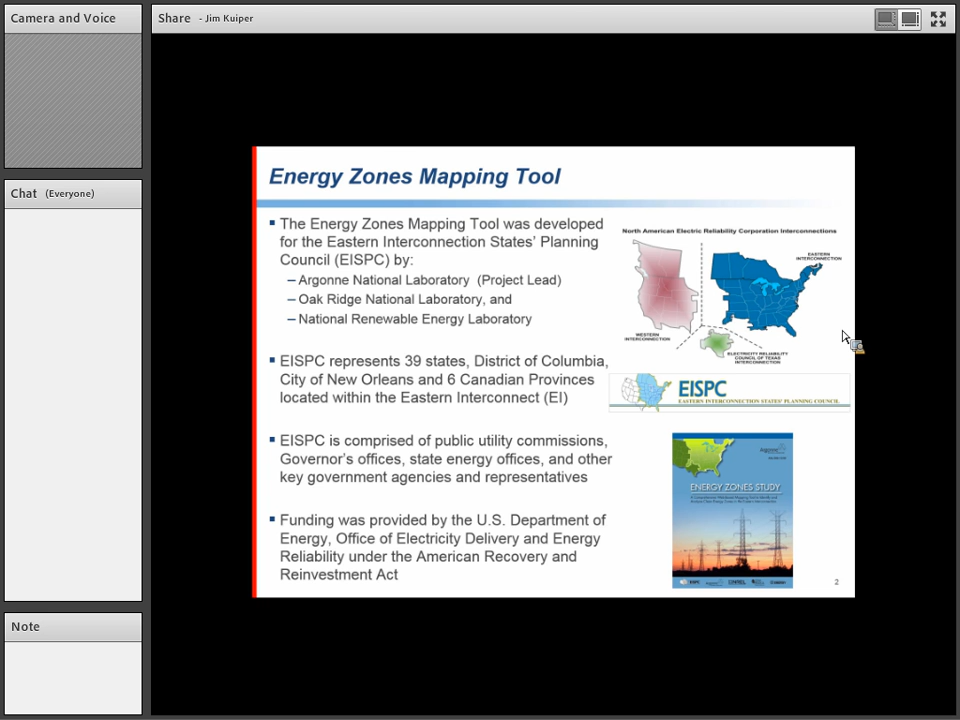 Camera and Voice
Share - Jim Kuiper
Chat (Everyone)
Note
Energy Zones Mapping Tool
▪ The Energy Zones Mapping Tool was developed
for the Eastern Interconnection States' Planning
Council (EISPC) by:
– Argonne National Laboratory (Project Lead)
– Oak Ridge National Laboratory, and
– National Renewable Energy Laboratory
▪ EISPC represents 39 states, District of Columbia,
City of New Orleans and 6 Canadian Provinces
located within the Eastern Interconnect (EI)
▪ EISPC is comprised of public utility commissions,
Governor's offices, state energy offices, and other
key government agencies and representatives
▪ Funding was provided by the U.S. Department of
Energy, Office of Electricity Delivery and Energy
Reliability under the American Recovery and
Reinvestment Act
North American Electric Reliability Corporation Interconnections
EASTERN
INTERCONNECTION
WESTERN
INTERCONNECTION
ELECTRICITY RELIABILITY
COUNCIL OF TEXAS
INTERCONNECTION
EISPC
EASTERN INTERCONNECTION STATES' PLANNING COUNCIL
ENERGY ZONES STUDY
2